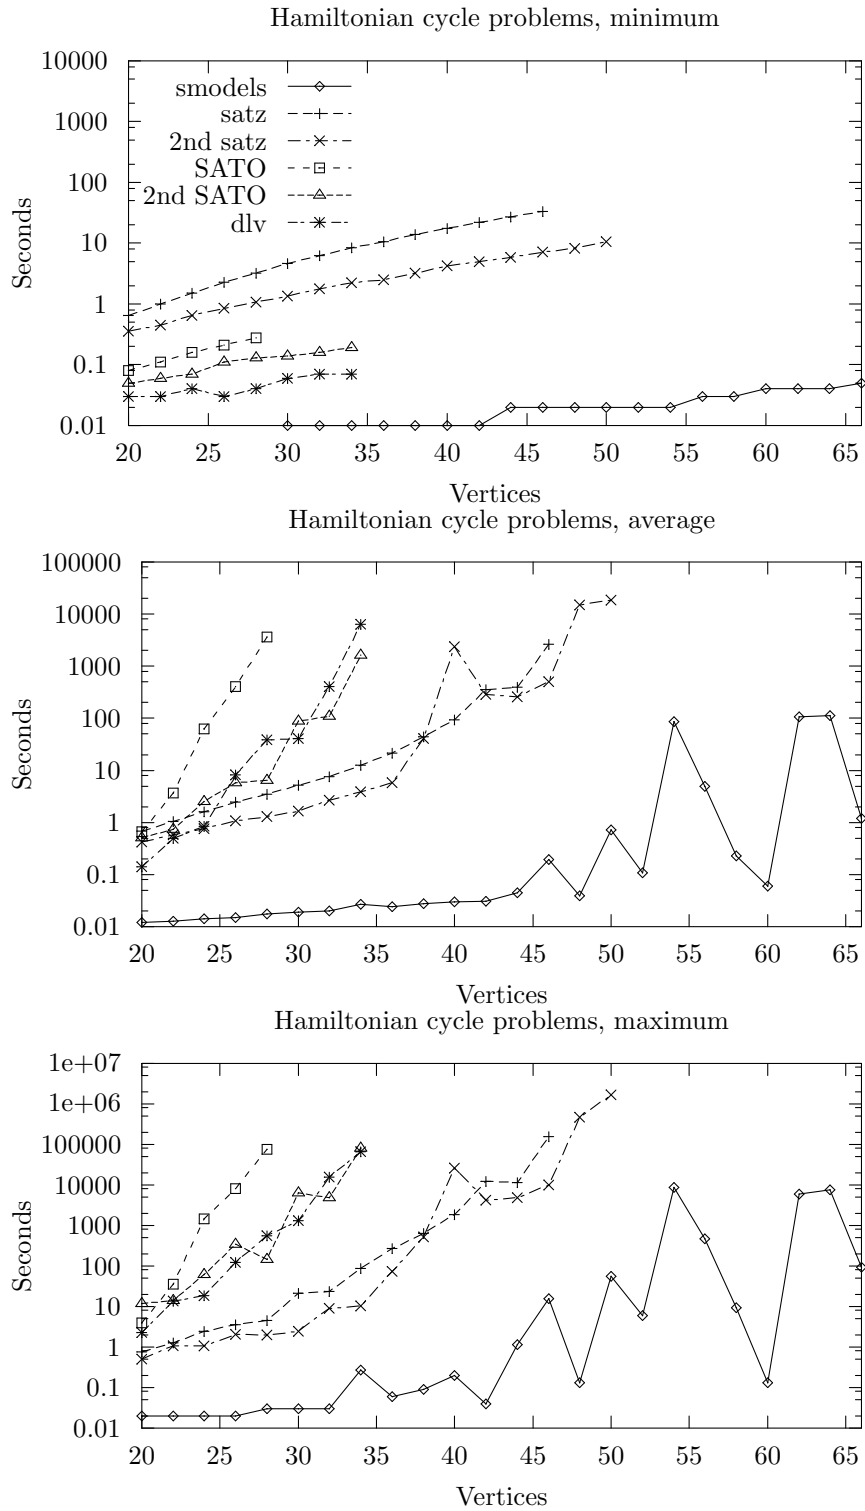 Hamiltonian cycle problems, minimum
10000
1000
100
10
1
0.1
0.01
Seconds
smodels
satz
2nd satz
SATO
2nd SATO
dlv
20 25 30 35 40 45 50 55 60 65
Vertices
Hamiltonian cycle problems, average
100000
10000
1000
100
10
1
0.1
0.01
Seconds
20 25 30 35 40 45 50 55 60 65
Vertices
Hamiltonian cycle problems, maximum
1e+07
1e+06
100000
10000
1000
100
10
1
0.1
0.01
Seconds
20 25 30 35 40 45 50 55 60 65
Vertices